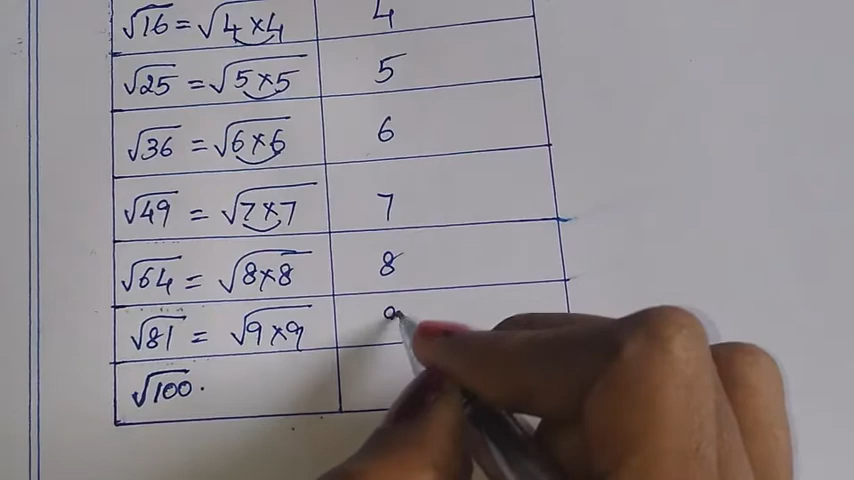 √16 = √4×4 4
√25 = √5×5 5
√36 = √6×6 6
√49 = √7×7 7
√64 = √8×8 8
√81 = √9×9 9
√100.